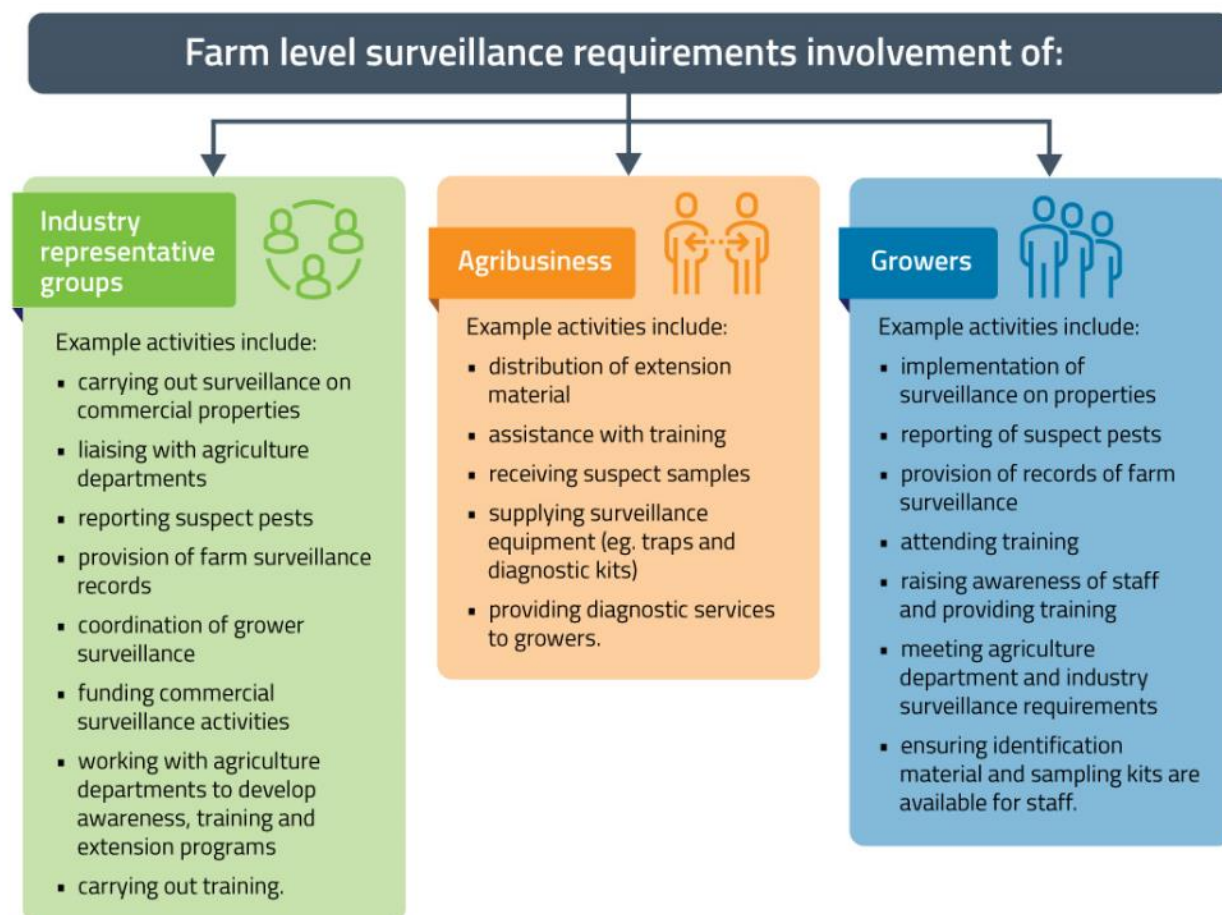 Farm level surveillance requirements involvement of:
Industry
representative
groups
Example activities include:
▪ carrying out surveillance on
commercial properties
▪ liaising with agriculture
departments
▪ reporting suspect pests
▪ provision of farm surveillance
records
▪ coordination of grower
surveillance
▪ funding commercial
surveillance activities
▪ working with agriculture
departments to develop
awareness, training and
extension programs
▪ carrying out training.
Agribusiness
Example activities include:
▪ distribution of extension
material
▪ assistance with training
▪ receiving suspect samples
▪ supplying surveillance
equipment (eg. traps and
diagnostic kits)
▪ providing diagnostic services
to growers.
Growers
Example activities include:
▪ implementation of
surveillance on properties
▪ reporting of suspect pests
▪ provision of records of farm
surveillance
▪ attending training
▪ raising awareness of staff
and providing training
▪ meeting agriculture
department and industry
surveillance requirements
▪ ensuring identification
material and sampling kits are
available for staff.